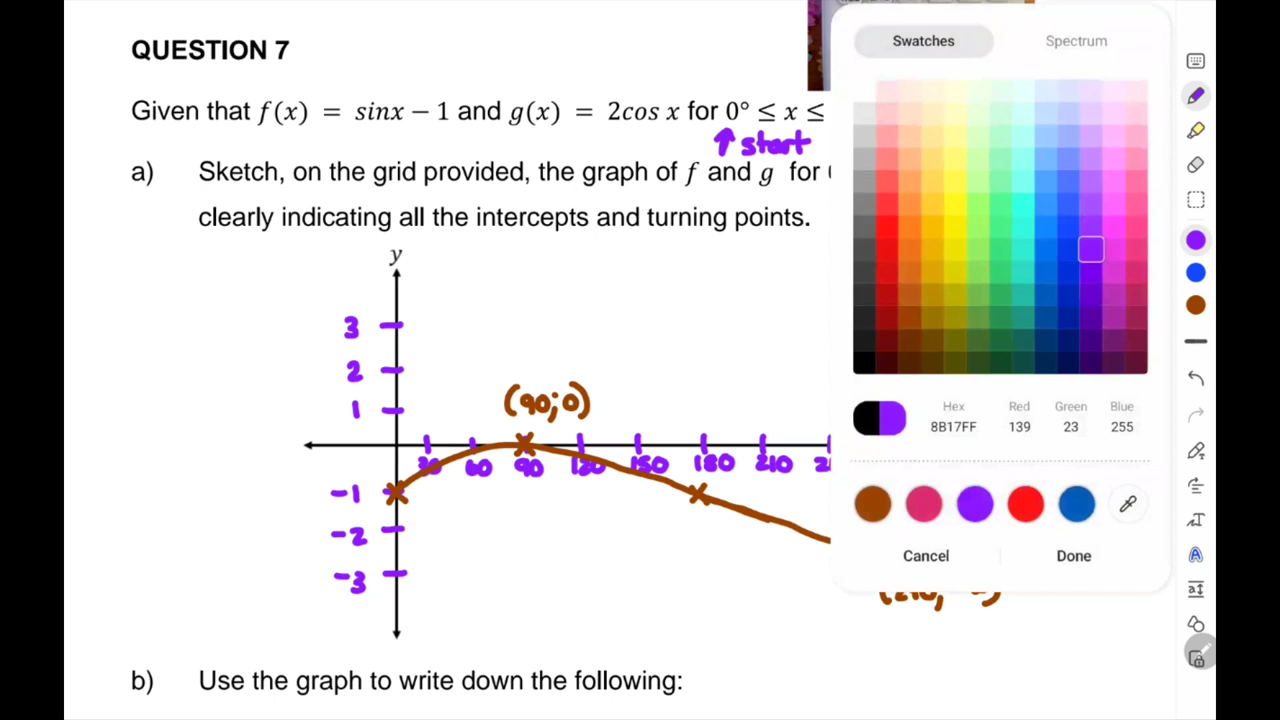 QUESTION 7
Given that f(x) = sinx − 1 and g(x) = 2cos x for 0° ≤ x ≤
↑ start
a) Sketch, on the grid provided, the graph of f and g for
clearly indicating all the intercepts and turning points.
y
3
2
1
(90;0)
30 60 90 120 150 180 210
-1
-2
-3
b) Use the graph to write down the following:
Swatches Spectrum
Hex Red Green Blue
8B17FF 139 23 255
Cancel Done